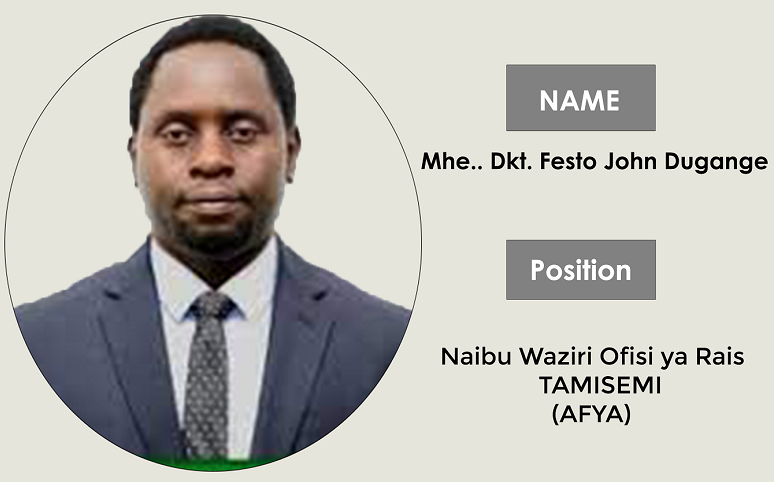 NAME
Mhe.. Dkt. Festo John Dugange
Position
Naibu Waziri Ofisi ya Rais
TAMISEMI
(AFYA)